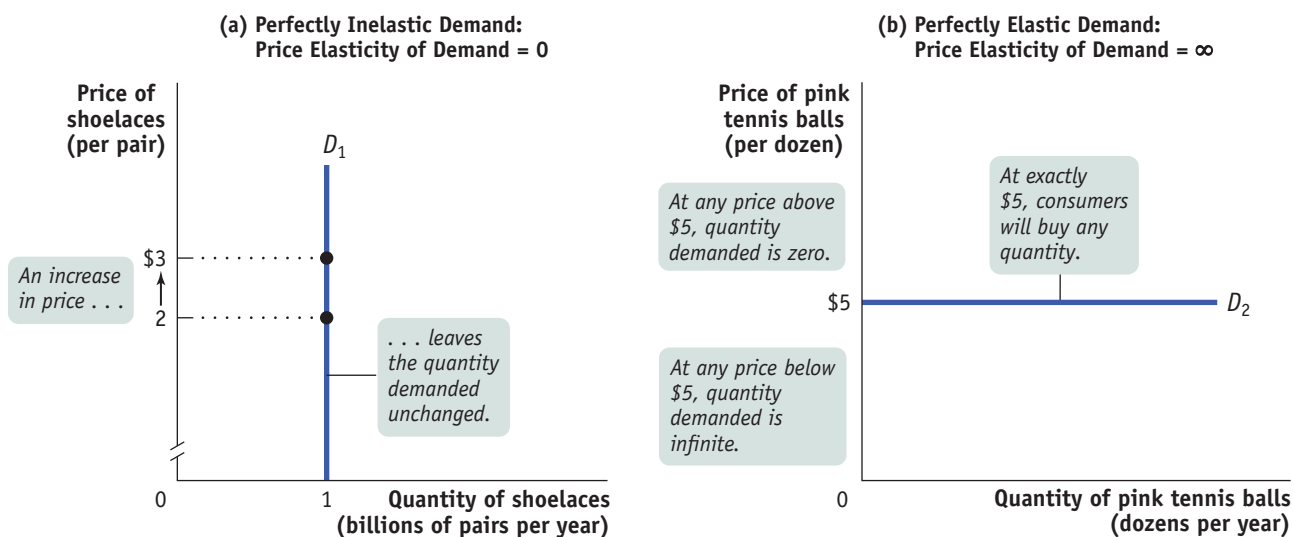 (a) Perfectly Inelastic Demand:
Price Elasticity of Demand = 0
Price of
shoelaces
(per pair)
D1
$3
An increase
in price . . .
2
. . . leaves
the quantity
demanded
unchanged.
0
1
Quantity of shoelaces
(billions of pairs per year)
(b) Perfectly Elastic Demand:
Price Elasticity of Demand = ∞
Price of pink
tennis balls
(per dozen)
At any price above
$5, quantity
demanded is zero.
At exactly
$5, consumers
will buy any
quantity.
$5
D2
At any price below
$5, quantity
demanded is
infinite.
0
Quantity of pink tennis balls
(dozens per year)